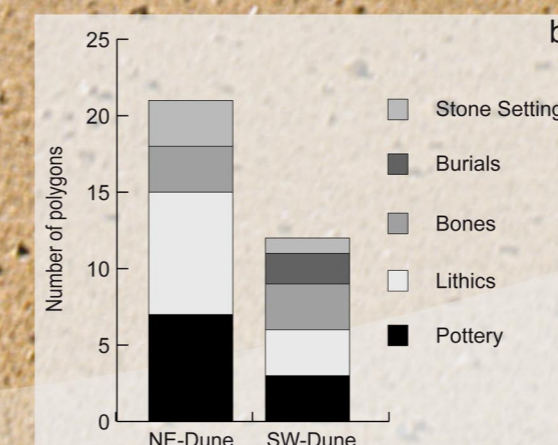 b
25
20
15
10
5
0
Number of polygons
NE-Dune
SW-Dune
Stone Setting
Burials
Bones
Lithics
Pottery